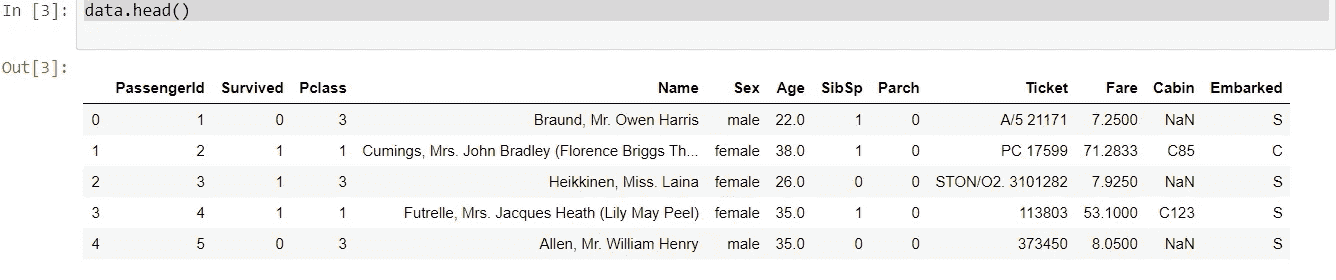 In [3]: data.head()
Out[3]:
PassengerId Survived Pclass Name Sex Age SibSp Parch Ticket Fare Cabin Embarked
0 1 0 3 Braund, Mr. Owen Harris male 22.0 1 0 A/5 21171 7.2500 NaN S
1 2 1 1 Cumings, Mrs. John Bradley (Florence Briggs Th... female 38.0 1 0 PC 17599 71.2833 C85 C
2 3 1 3 Heikkinen, Miss. Laina female 26.0 0 0 STON/O2. 3101282 7.9250 NaN S
3 4 1 1 Futrelle, Mrs. Jacques Heath (Lily May Peel) female 35.0 1 0 113803 53.1000 C123 S
4 5 0 3 Allen, Mr. William Henry male 35.0 0 0 373450 8.0500 NaN S